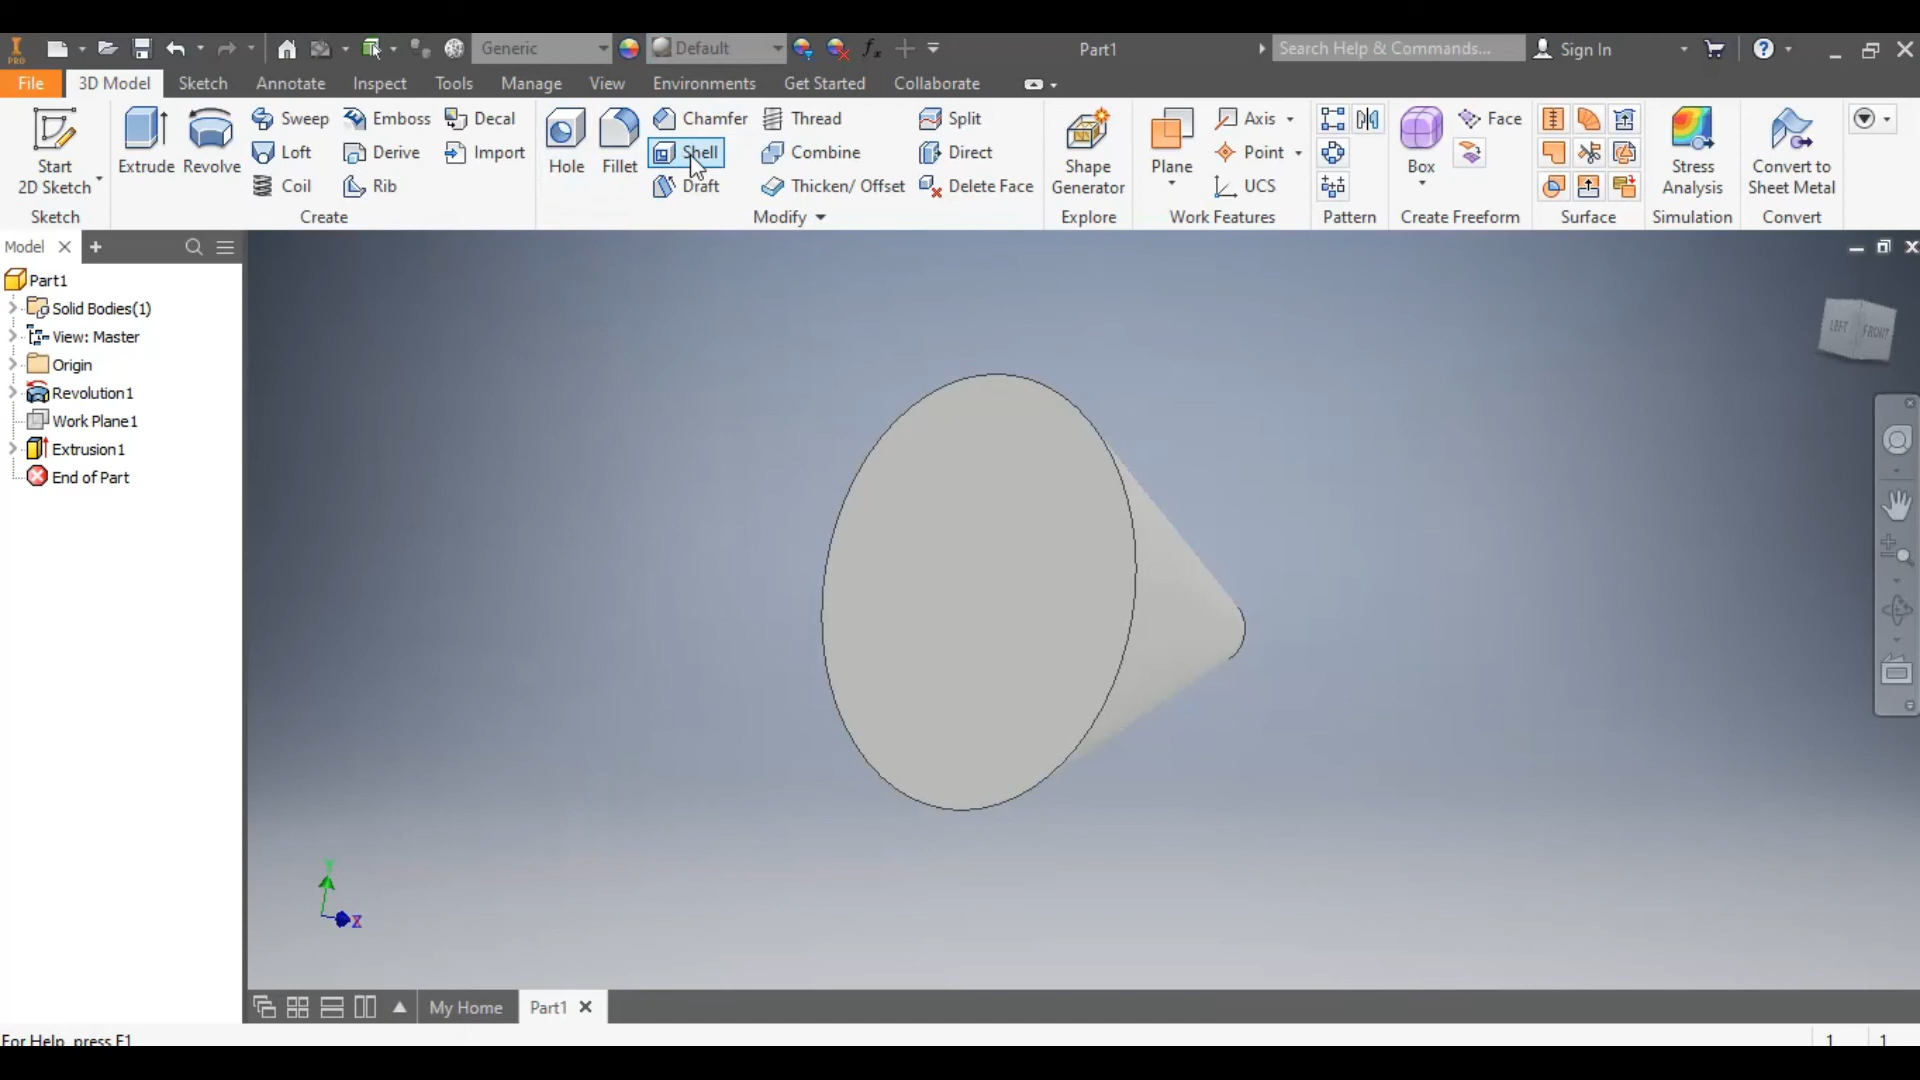 PRO
Generic
Default
Part1
Search Help & Commands...
Sign In
File
3D Model
Sketch
Annotate
Inspect
Tools
Manage
View
Environments
Get Started
Collaborate
Start
2D Sketch
Sketch
Extrude
Revolve
Sweep
Loft
Coil
Emboss
Derive
Rib
Decal
Import
Create
Hole
Fillet
Chamfer
Shell
Draft
Thread
Combine
Thicken/ Offset
Split
Direct
Delete Face
Modify
Shape
Generator
Explore
Plane
Axis
Point
UCS
Work Features
Pattern
Box
Face
Create Freeform
Surface
Stress
Analysis
Simulation
Convert to
Sheet Metal
Convert
Model
Part1
Solid Bodies(1)
View: Master
Origin
Revolution1
Work Plane1
Extrusion1
End of Part
LEFT
FRONT
Y
X
My Home
Part1
For Help, press F1
1
1